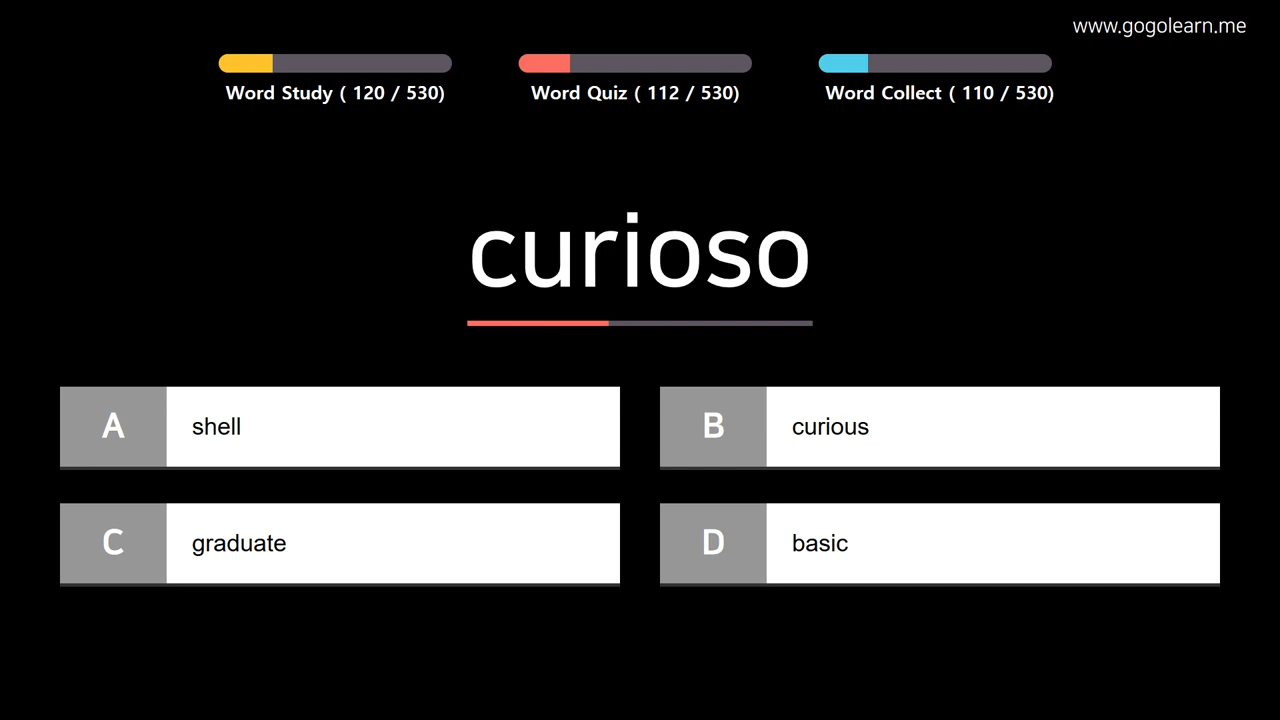 www.gogolearn.me
Word Study ( 120 / 530)
Word Quiz ( 112 / 530)
Word Collect ( 110 / 530)
curioso
A shell
B curious
C graduate
D basic